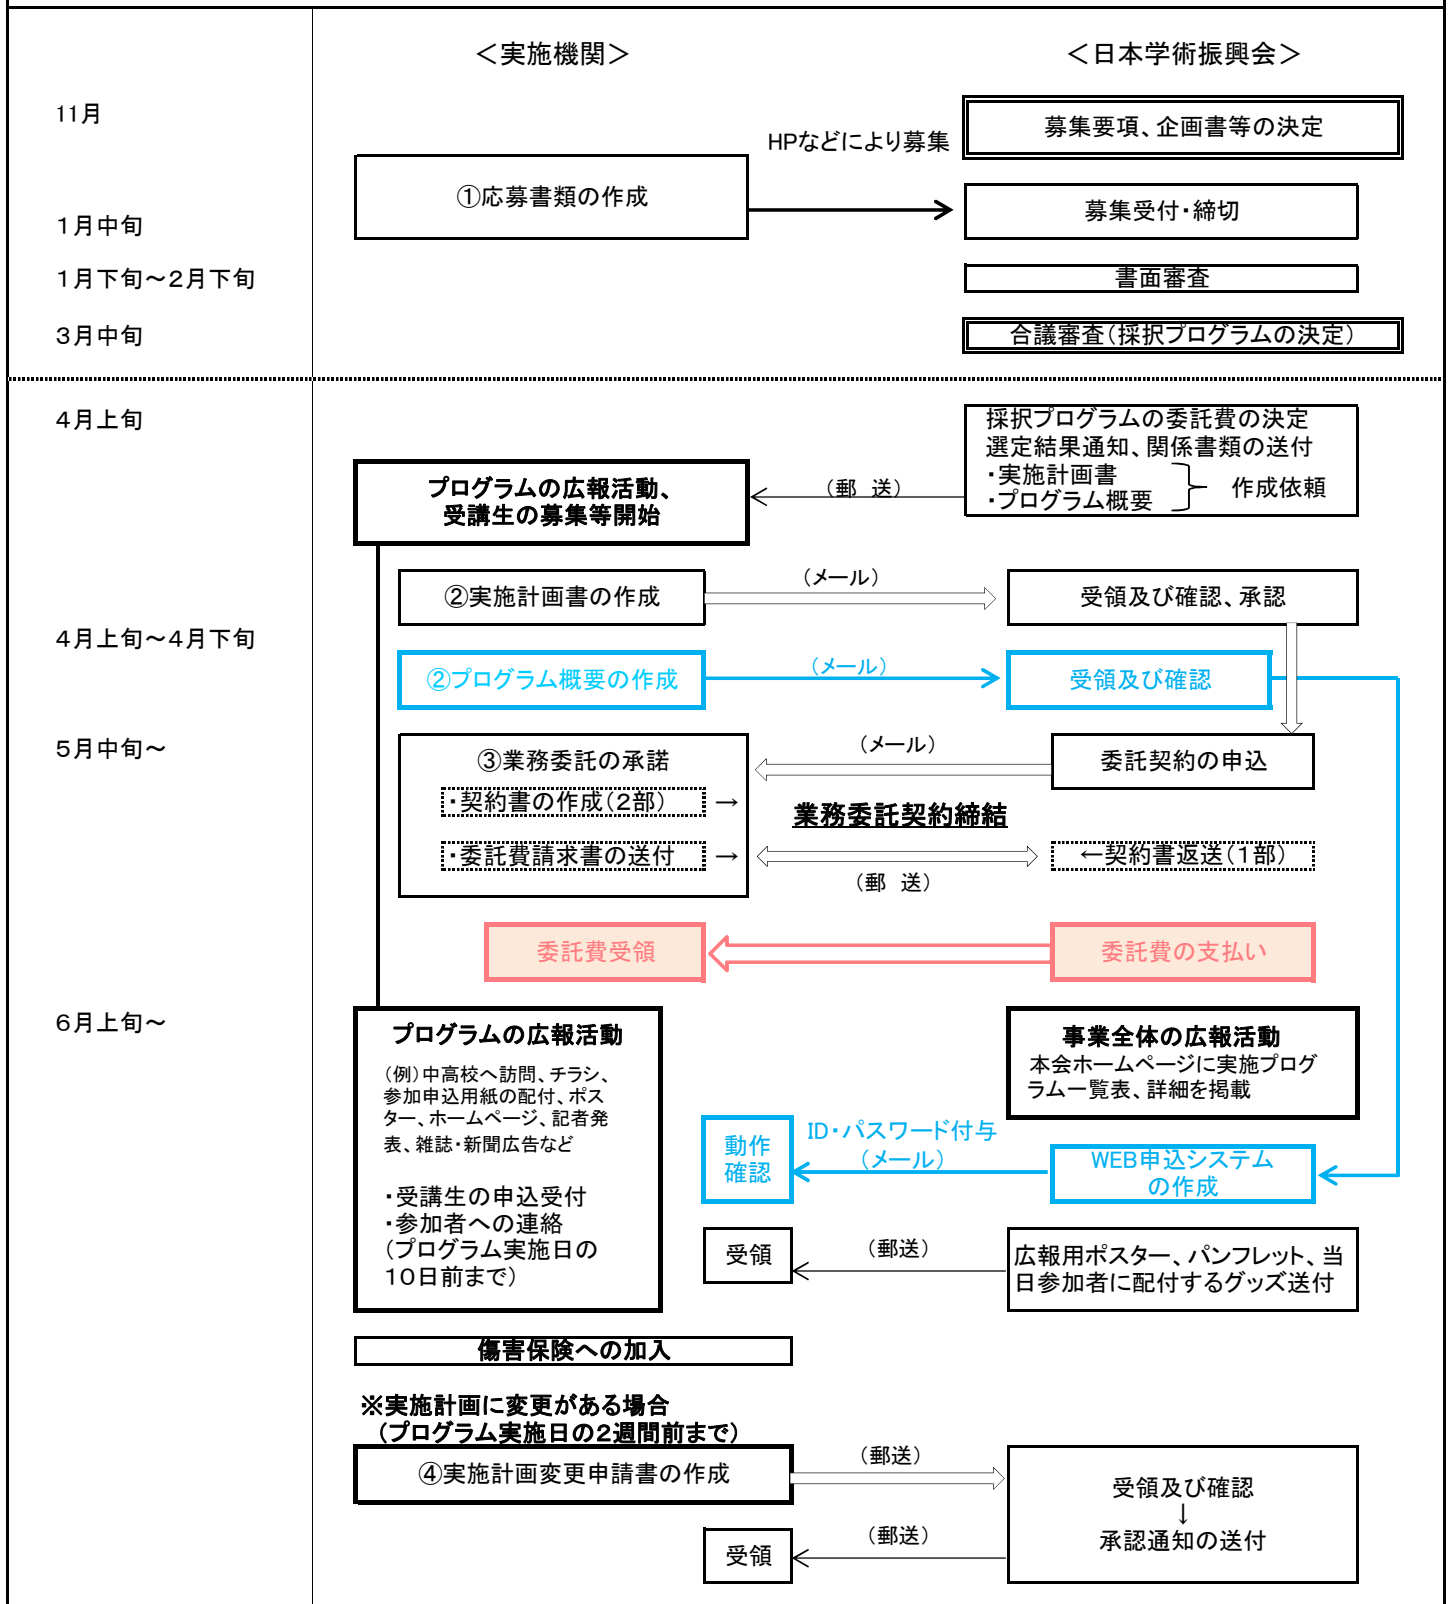 ＜実施機関＞
＜日本学術振興会＞
11月
募集要項、企画書等の決定
HPなどにより募集
①応募書類の作成
募集受付・締切
1月中旬
1月下旬～2月下旬
書面審査
3月中旬
合議審査(採択プログラムの決定)
4月上旬
採択プログラムの委託費の決定
選定結果通知、関係書類の送付
・実施計画書
・プログラム概要
作成依頼
(郵 送)
プログラムの広報活動、
受講生の募集等開始
②実施計画書の作成
(メール)
受領及び確認、承認
4月上旬～4月下旬
②プログラム概要の作成
(メール)
受領及び確認
5月中旬～
③業務委託の承諾
(メール)
委託契約の申込
・契約書の作成(2部)
→
業務委託契約締結
・委託費請求書の送付
→
←契約書返送(1部)
(郵 送)
委託費受領
委託費の支払い
6月上旬～
プログラムの広報活動
(例)中高校へ訪問、チラシ、
参加申込用紙の配付、ポス
ター、ホームページ、記者発
表、雑誌・新聞広告など
・受講生の申込受付
・参加者への連絡
(プログラム実施日の
10日前まで)
事業全体の広報活動
本会ホームページに実施プログ
ラム一覧表、詳細を掲載
動作
確認
ID・パスワード付与
(メール)
WEB申込システム
の作成
受領
(郵送)
広報用ポスター、パンフレット、当
日参加者に配付するグッズ送付
傷害保険への加入
※実施計画に変更がある場合
(プログラム実施日の2週間前まで)
④実施計画変更申請書の作成
(郵送)
受領及び確認
↓
承認通知の送付
受領
(郵送)